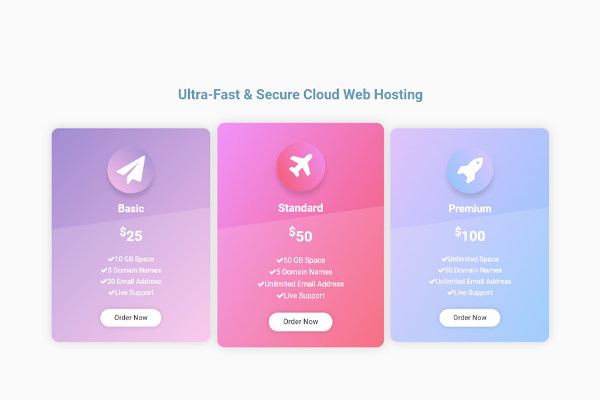 Ultra-Fast & Secure Cloud Web Hosting
Basic
$25
10 GB Space
3 Domain Names
20 Email Address
Live Support
Order Now
Standard
$50
50 GB Space
5 Domain Names
Unlimited Email Address
Live Support
Order Now
Premium
$100
Unlimited Space
30 Domain Names
Unlimited Email Address
Live Support
Order Now